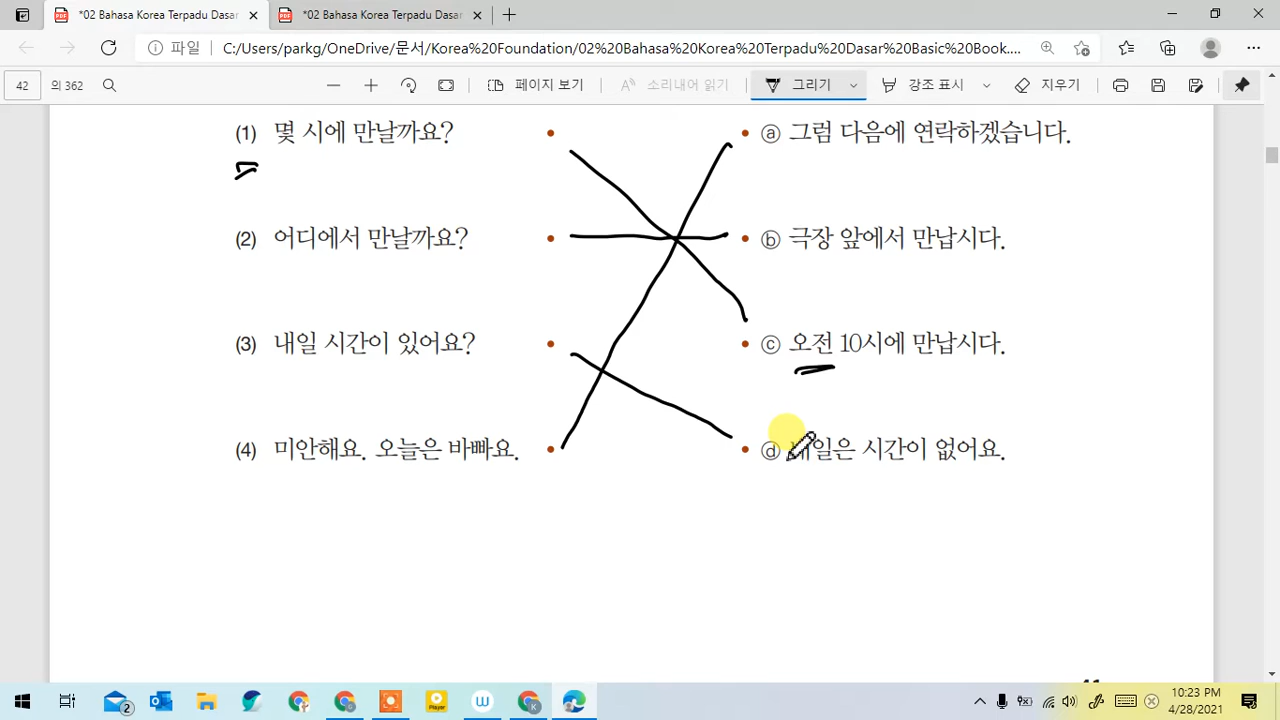 *02 Bahasa Korea Terpadu Dasar
*02 Bahasa Korea Terpadu Dasar
파일
C:/Users/parkg/OneDrive/문서/Korea%20Foundation/02%20Bahasa%20Korea%20Terpadu%20Dasar%20Basic%20Book....
42 의 362
페이지 보기
소리내어 읽기
그리기
강조 표시
지우기
(1) 몇 시에 만날까요?
ⓐ 그럼 다음에 연락하겠습니다.
(2) 어디에서 만날까요?
ⓑ 극장 앞에서 만납시다.
(3) 내일 시간이 있어요?
ⓒ 오전 10시에 만납시다.
(4) 미안해요. 오늘은 바빠요.
ⓓ 내일은 시간이 없어요.
2
Player
10:23 PM
4/28/2021